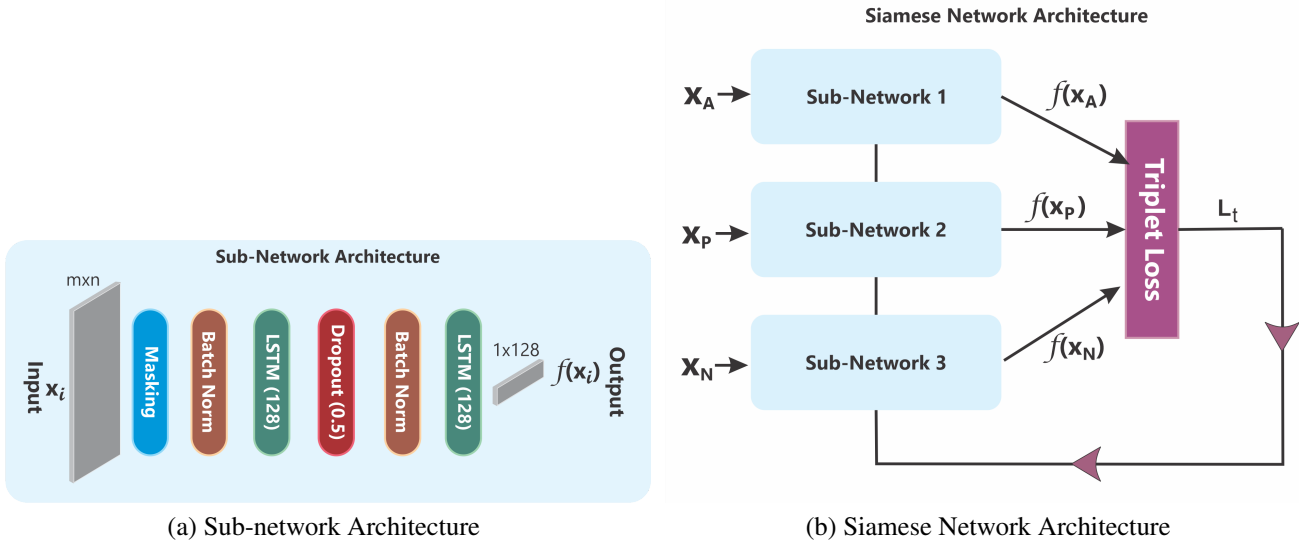 Sub-Network Architecture
mxn
Input x_i
Masking
Batch Norm
LSTM (128)
Dropout (0.5)
Batch Norm
LSTM (128)
1x128
f(x_i)
Output
(a) Sub-network Architecture
Siamese Network Architecture
X_A
Sub-Network 1
f(x_A)
X_P
Sub-Network 2
f(x_P)
X_N
Sub-Network 3
f(x_N)
Triplet Loss
L_t
(b) Siamese Network Architecture